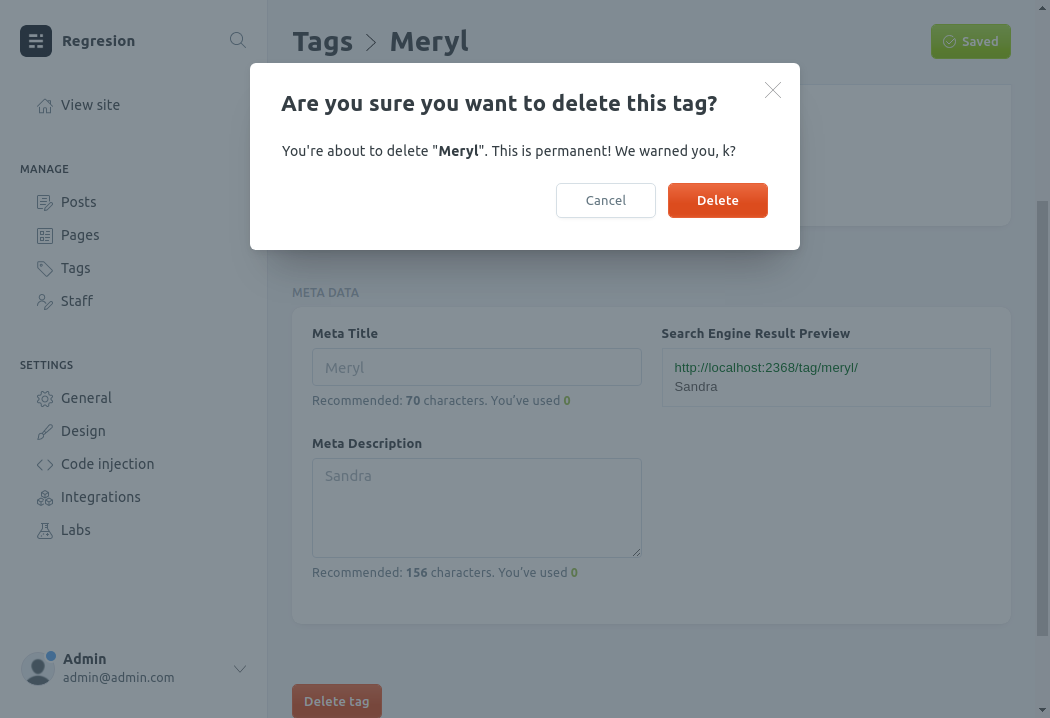 Regresion
Tags > Meryl
Saved
View site
Are you sure you want to delete this tag?
You're about to delete "Meryl". This is permanent! We warned you, k?
Cancel
Delete
MANAGE
Posts
Pages
Tags
Staff
SETTINGS
General
Design
Code injection
Integrations
Labs
META DATA
Meta Title
Meryl
Recommended: 70 characters. You've used 0
Search Engine Result Preview
http://localhost:2368/tag/meryl/
Sandra
Meta Description
Sandra
Recommended: 156 characters. You've used 0
Admin
admin@admin.com
Delete tag